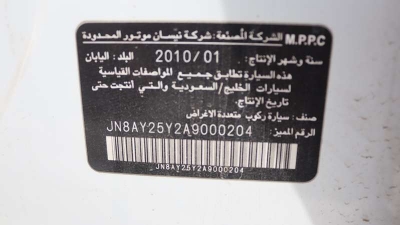 M.P.P.C الشركة المصنعة: شركة نيسان موتور المحدودة
سنة وشهر الإنتاج: 2010/01 البلد: اليابان
هذه السيارة تطابق جميع المواصفات القياسية
لسيارات الخليج/السعودية والتي أنتجت حتى
تاريخ الإنتاج.
صنف: سيارة ركوب متعددة الاغراض
الرقم المميز: JN8AY25Y2A9000204
JN8AY25Y2A9000204